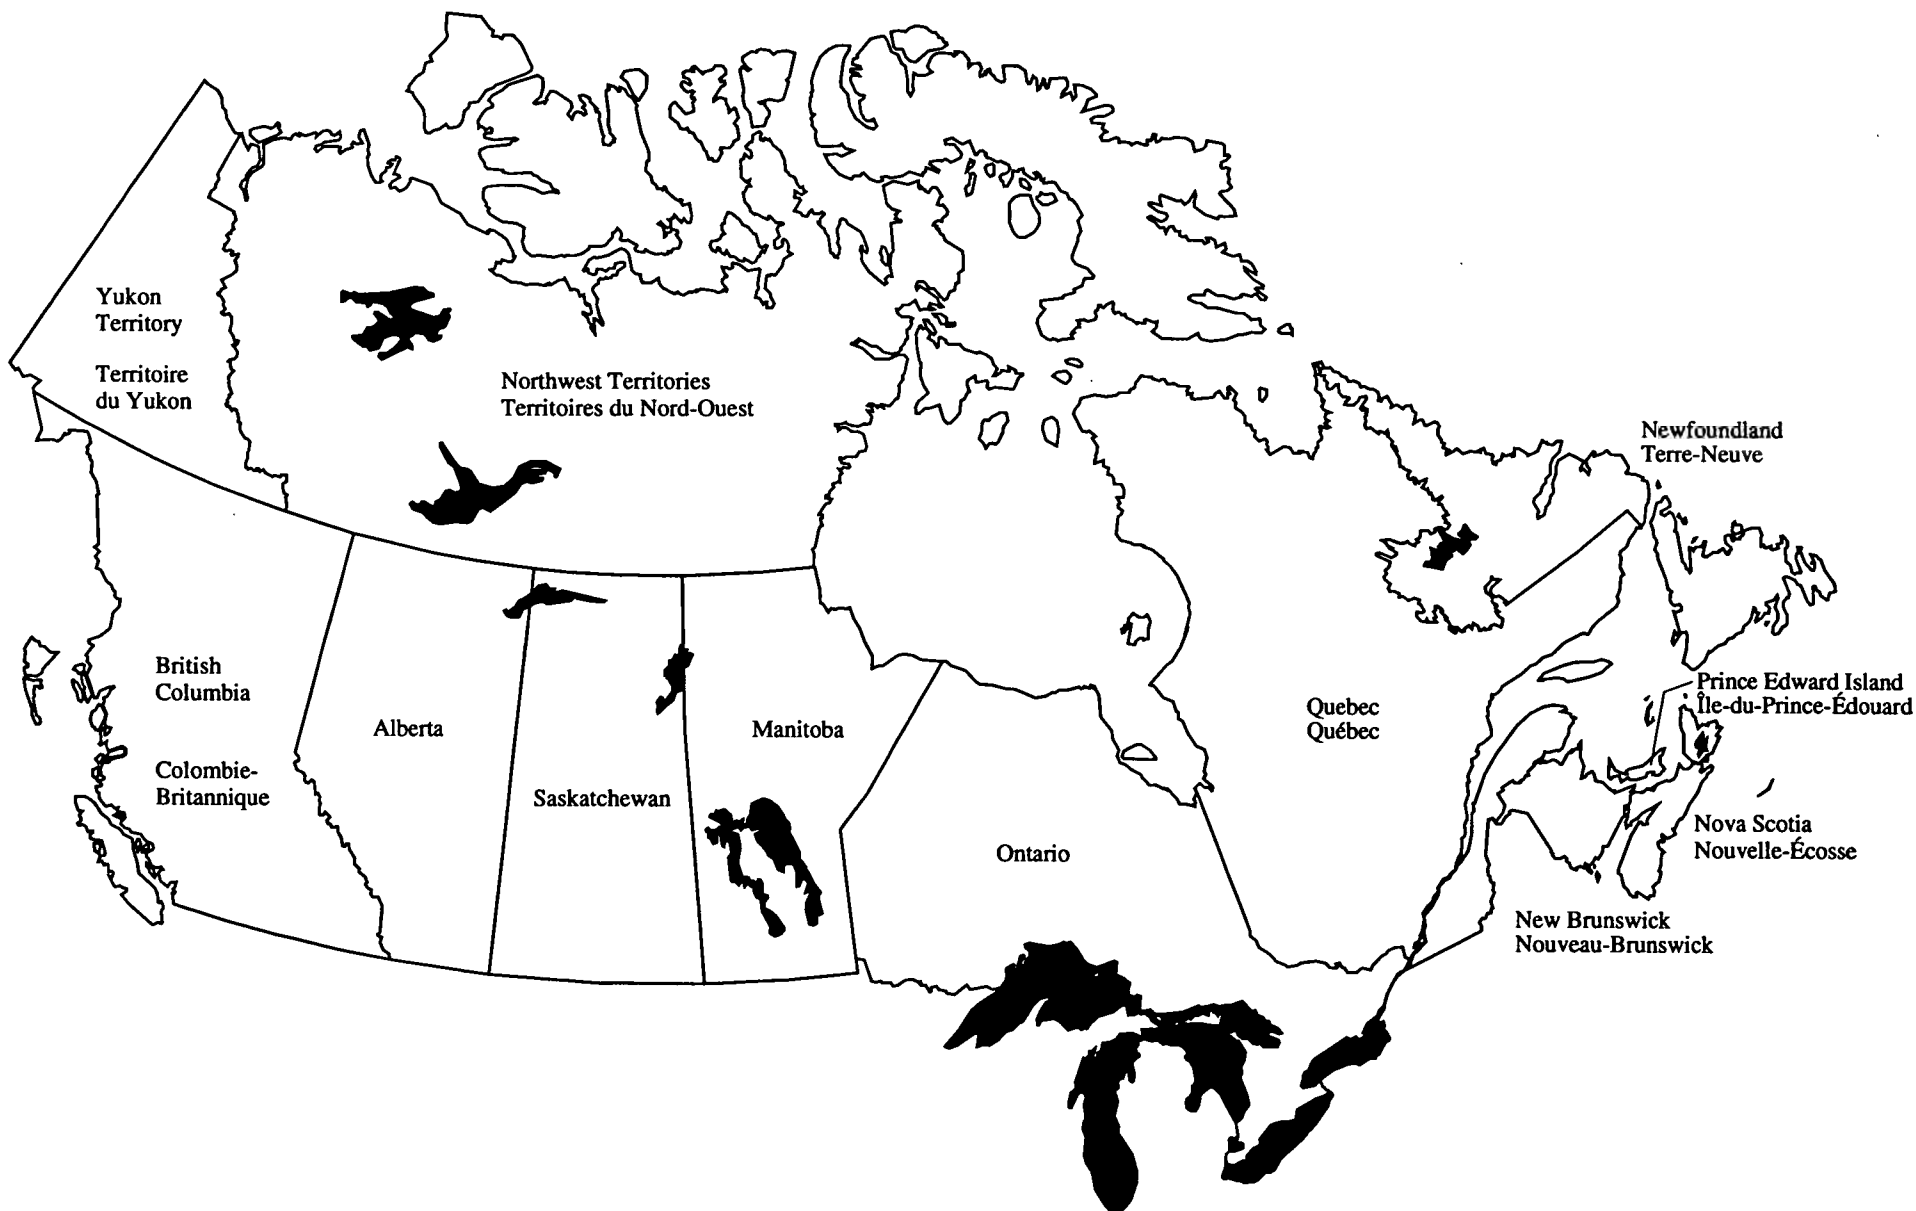 Yukon
Territory
Territoire
du Yukon
Northwest Territories
Territoires du Nord-Ouest
Newfoundland
Terre-Neuve
British
Columbia
Colombie-
Britannique
Alberta
Saskatchewan
Manitoba
Ontario
Quebec
Québec
Prince Edward Island
Île-du-Prince-Édouard
Nova Scotia
Nouvelle-Écosse
New Brunswick
Nouveau-Brunswick